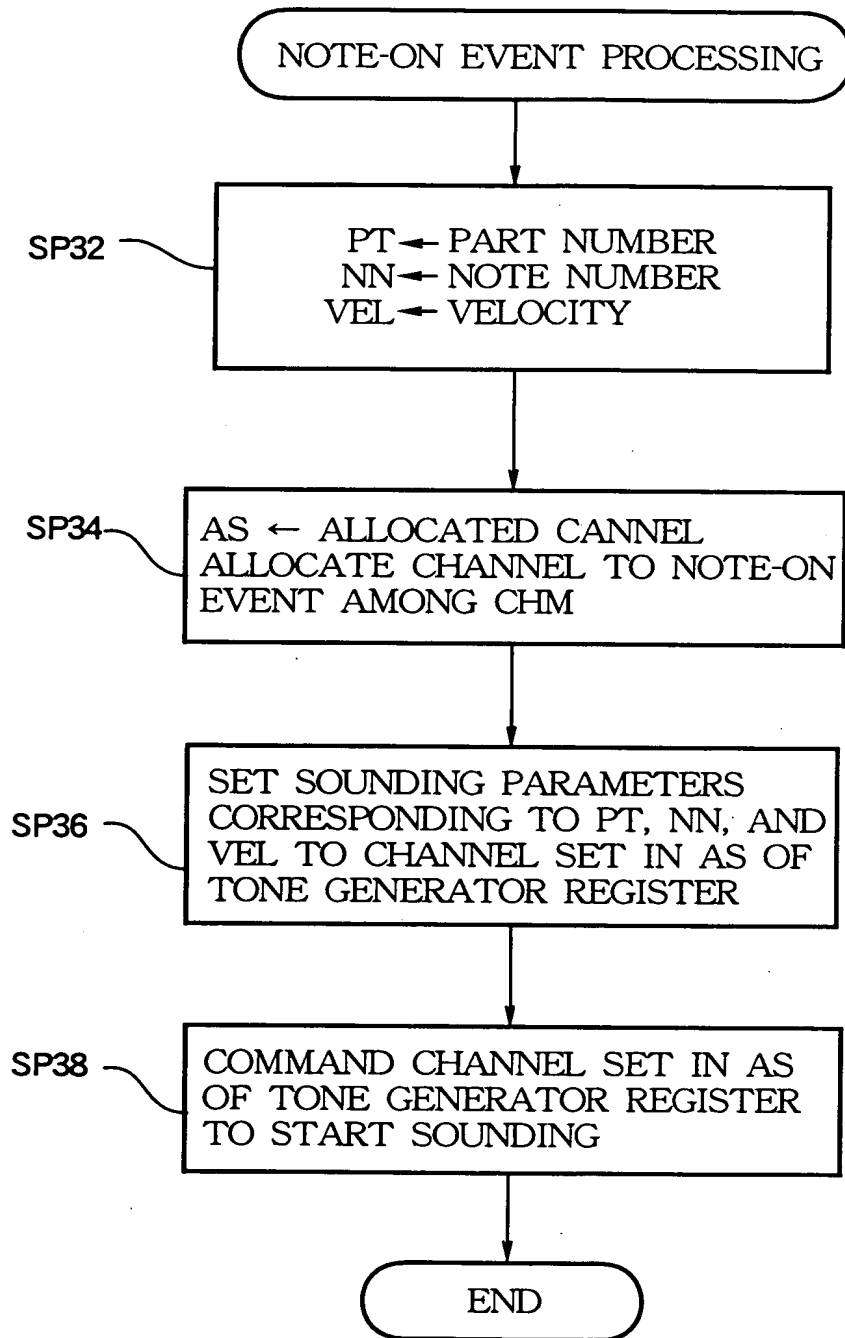 NOTE-ON EVENT PROCESSING
SP32
PT ← PART NUMBER
NN ← NOTE NUMBER
VEL ← VELOCITY
SP34
AS ← ALLOCATED CANNEL
ALLOCATE CHANNEL TO NOTE-ON
EVENT AMONG CHM
SP36
SET SOUNDING PARAMETERS
CORRESPONDING TO PT, NN, AND
VEL TO CHANNEL SET IN AS OF
TONE GENERATOR REGISTER
SP38
COMMAND CHANNEL SET IN AS
OF TONE GENERATOR REGISTER
TO START SOUNDING
END